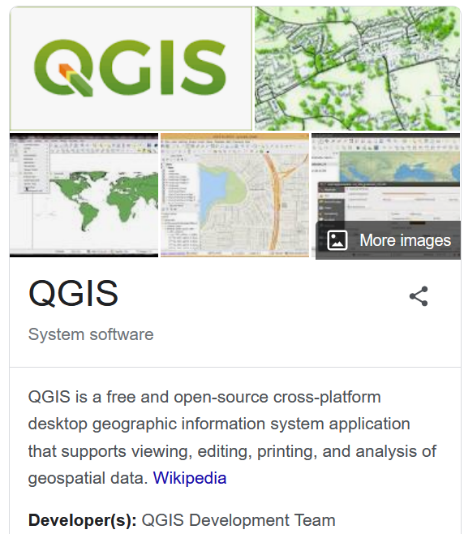 QGIS
More images
QGIS
System software
QGIS is a free and open-source cross-platform
desktop geographic information system application
that supports viewing, editing, printing, and analysis of
geospatial data. Wikipedia
Developer(s): QGIS Development Team